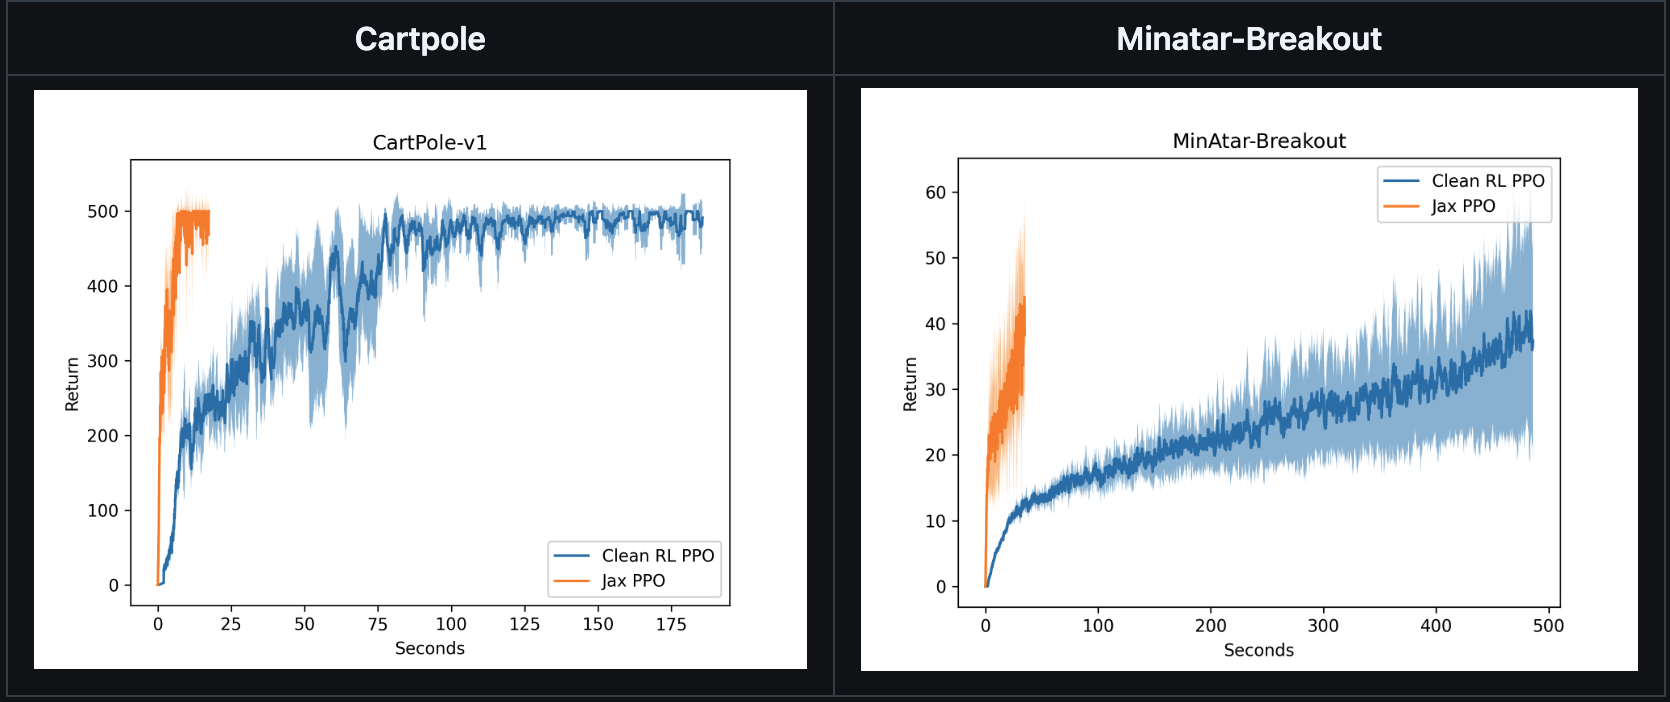 Cartpole
Minatar-Breakout
CartPole-v1
500
400
300
200
100
0
Return
0 25 50 75 100 125 150 175
Seconds
Clean RL PPO
Jax PPO
MinAtar-Breakout
60
50
40
30
20
10
0
Return
0 100 200 300 400 500
Seconds
Clean RL PPO
Jax PPO